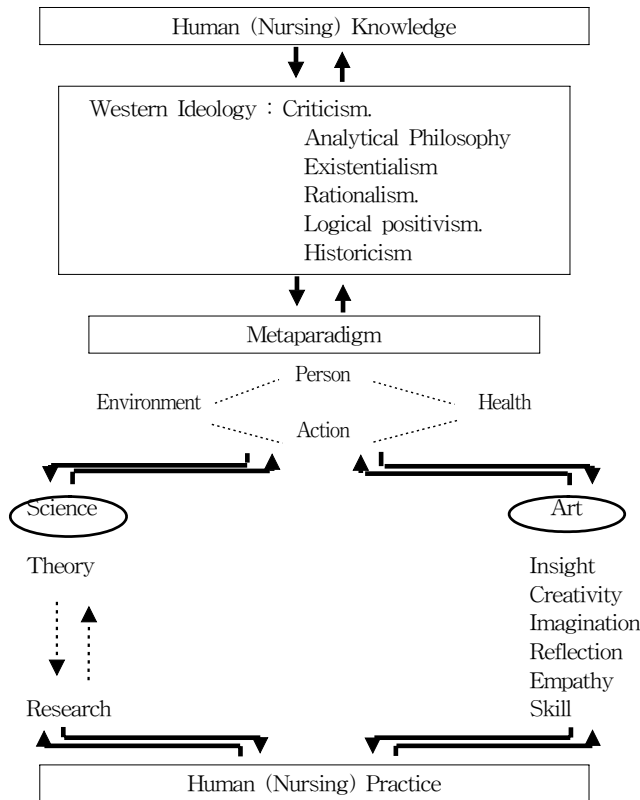 Human (Nursing) Knowledge
Western Ideology : Criticism.
Analytical Philosophy
Existentialism
Rationalism.
Logical positivism.
Historicism
Metaparadigm
Person
Environment
Health
Action
Science
Art
Theory
Insight
Creativity
Imagination
Reflection
Empathy
Research
Skill
Human (Nursing) Practice